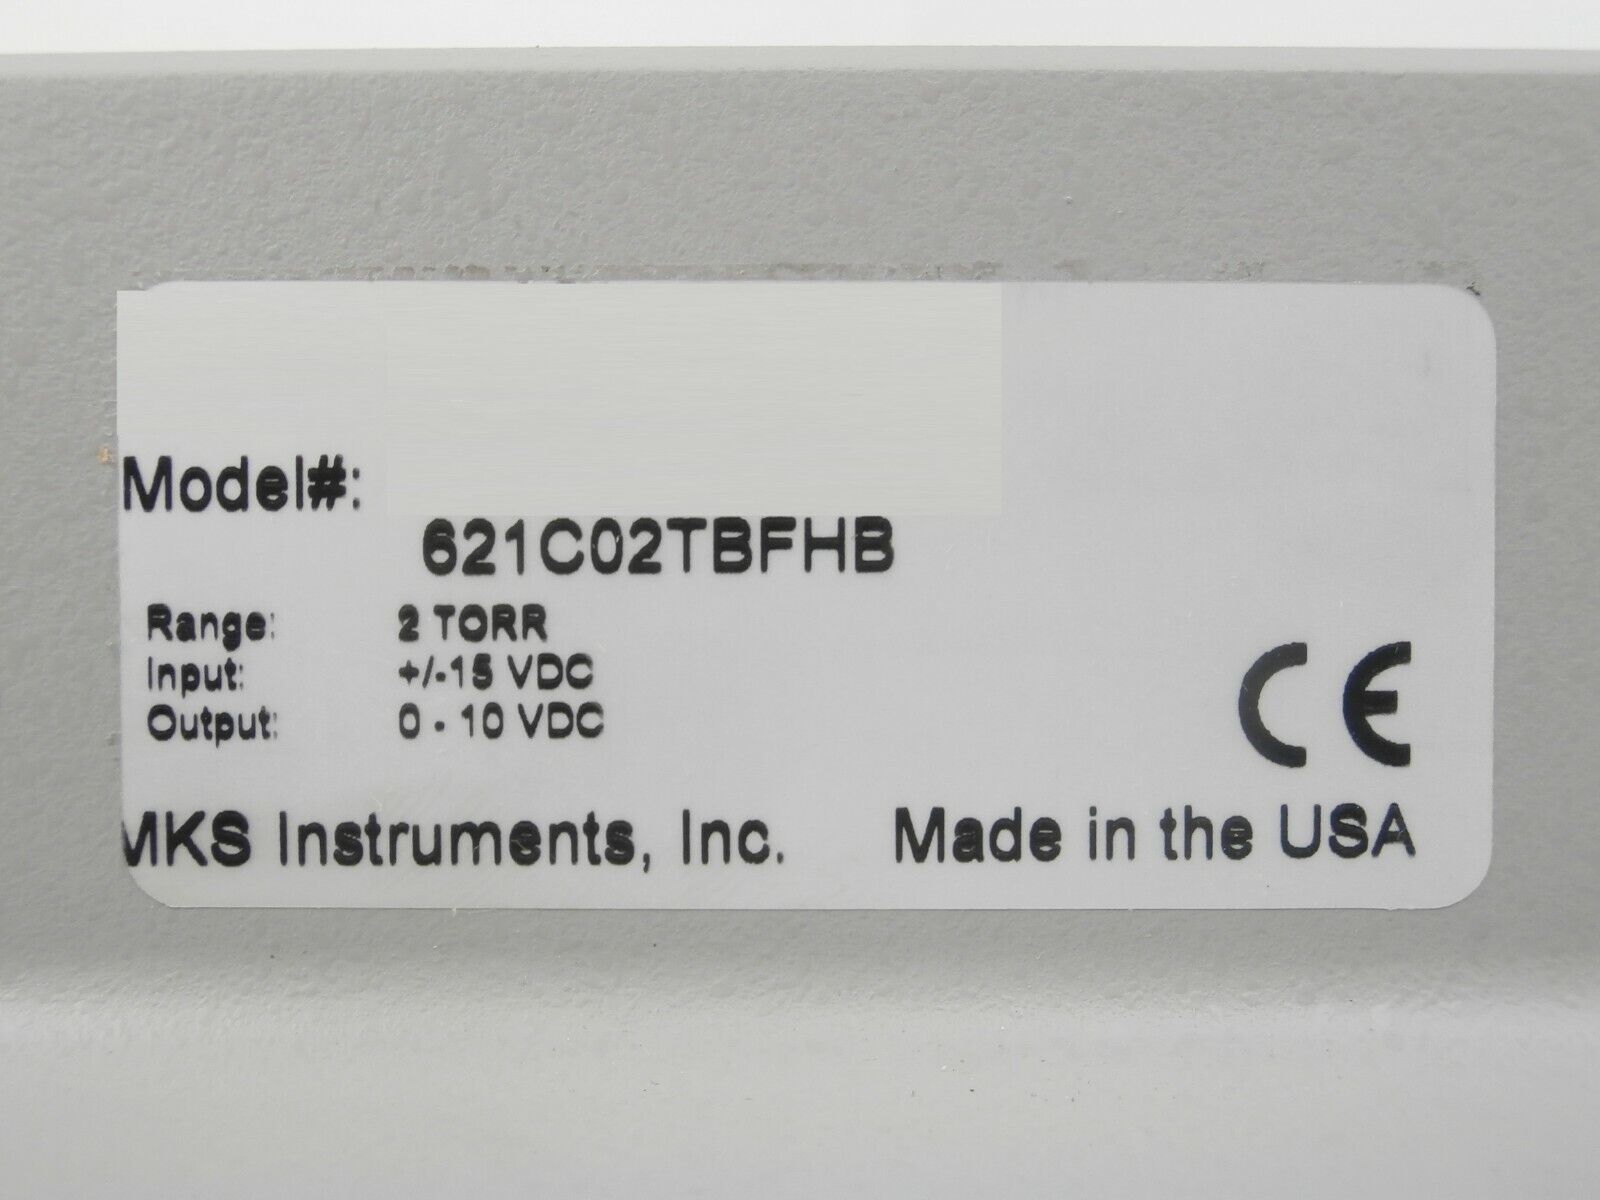 Model#:
621C02TBFHB
Range: 2 TORR
Input: +/-15 VDC
Output: 0 - 10 VDC
CE
MKS Instruments, Inc. Made in the USA